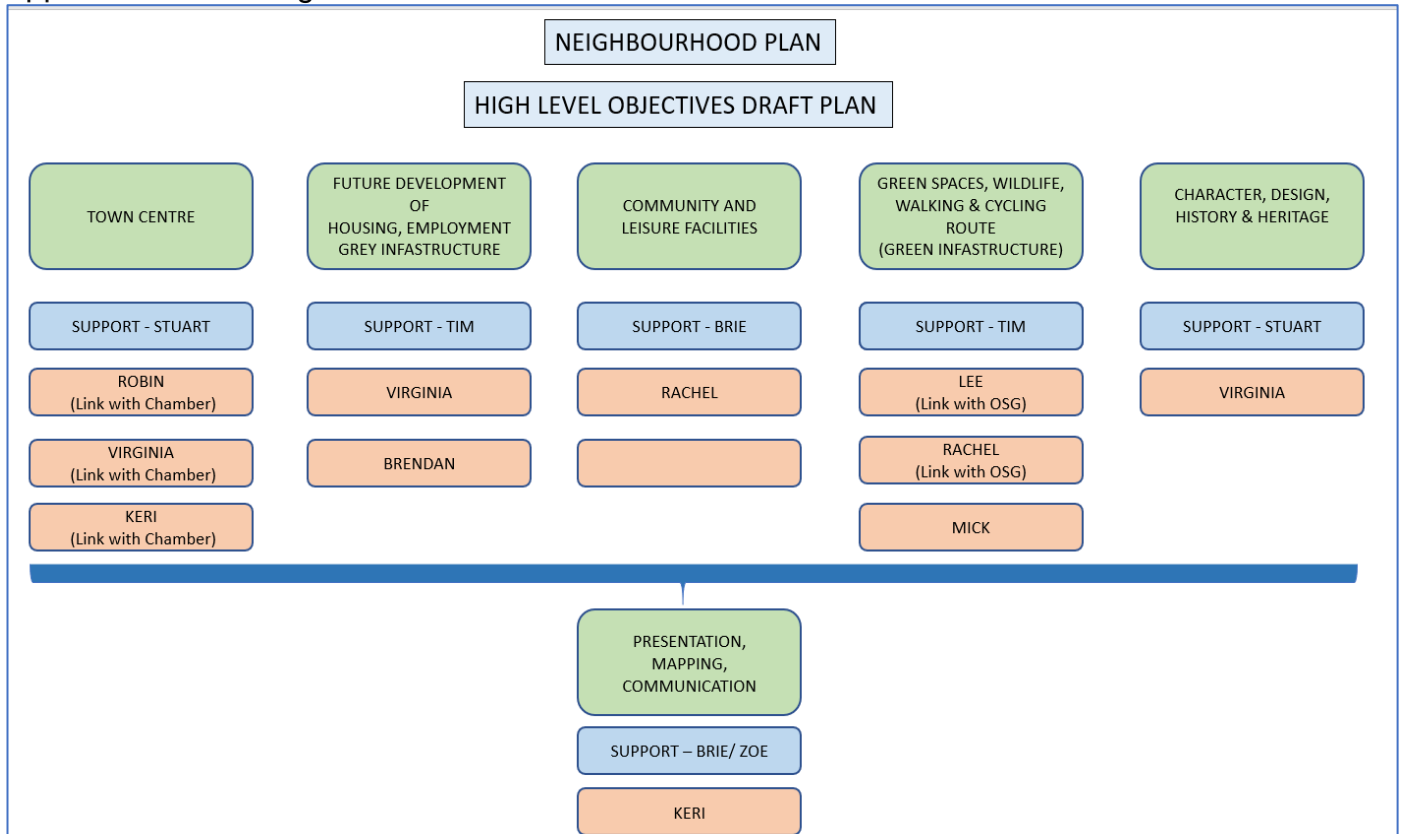 NEIGHBOURHOOD PLAN
HIGH LEVEL OBJECTIVES DRAFT PLAN
TOWN CENTRE
FUTURE DEVELOPMENT
OF
HOUSING, EMPLOYMENT
GREY INFASTRUCTURE
COMMUNITY AND
LEISURE FACILITIES
GREEN SPACES, WILDLIFE,
WALKING & CYCLING
ROUTE
(GREEN INFASTRUCTURE)
CHARACTER, DESIGN,
HISTORY & HERITAGE
SUPPORT - STUART
SUPPORT - TIM
SUPPORT - BRIE
SUPPORT - TIM
SUPPORT - STUART
ROBIN
(Link with Chamber)
VIRGINIA
RACHEL
LEE
(Link with OSG)
VIRGINIA
VIRGINIA
(Link with Chamber)
BRENDAN
RACHEL
(Link with OSG)
KERI
(Link with Chamber)
MICK
PRESENTATION,
MAPPING,
COMMUNICATION
SUPPORT – BRIE/ ZOE
KERI